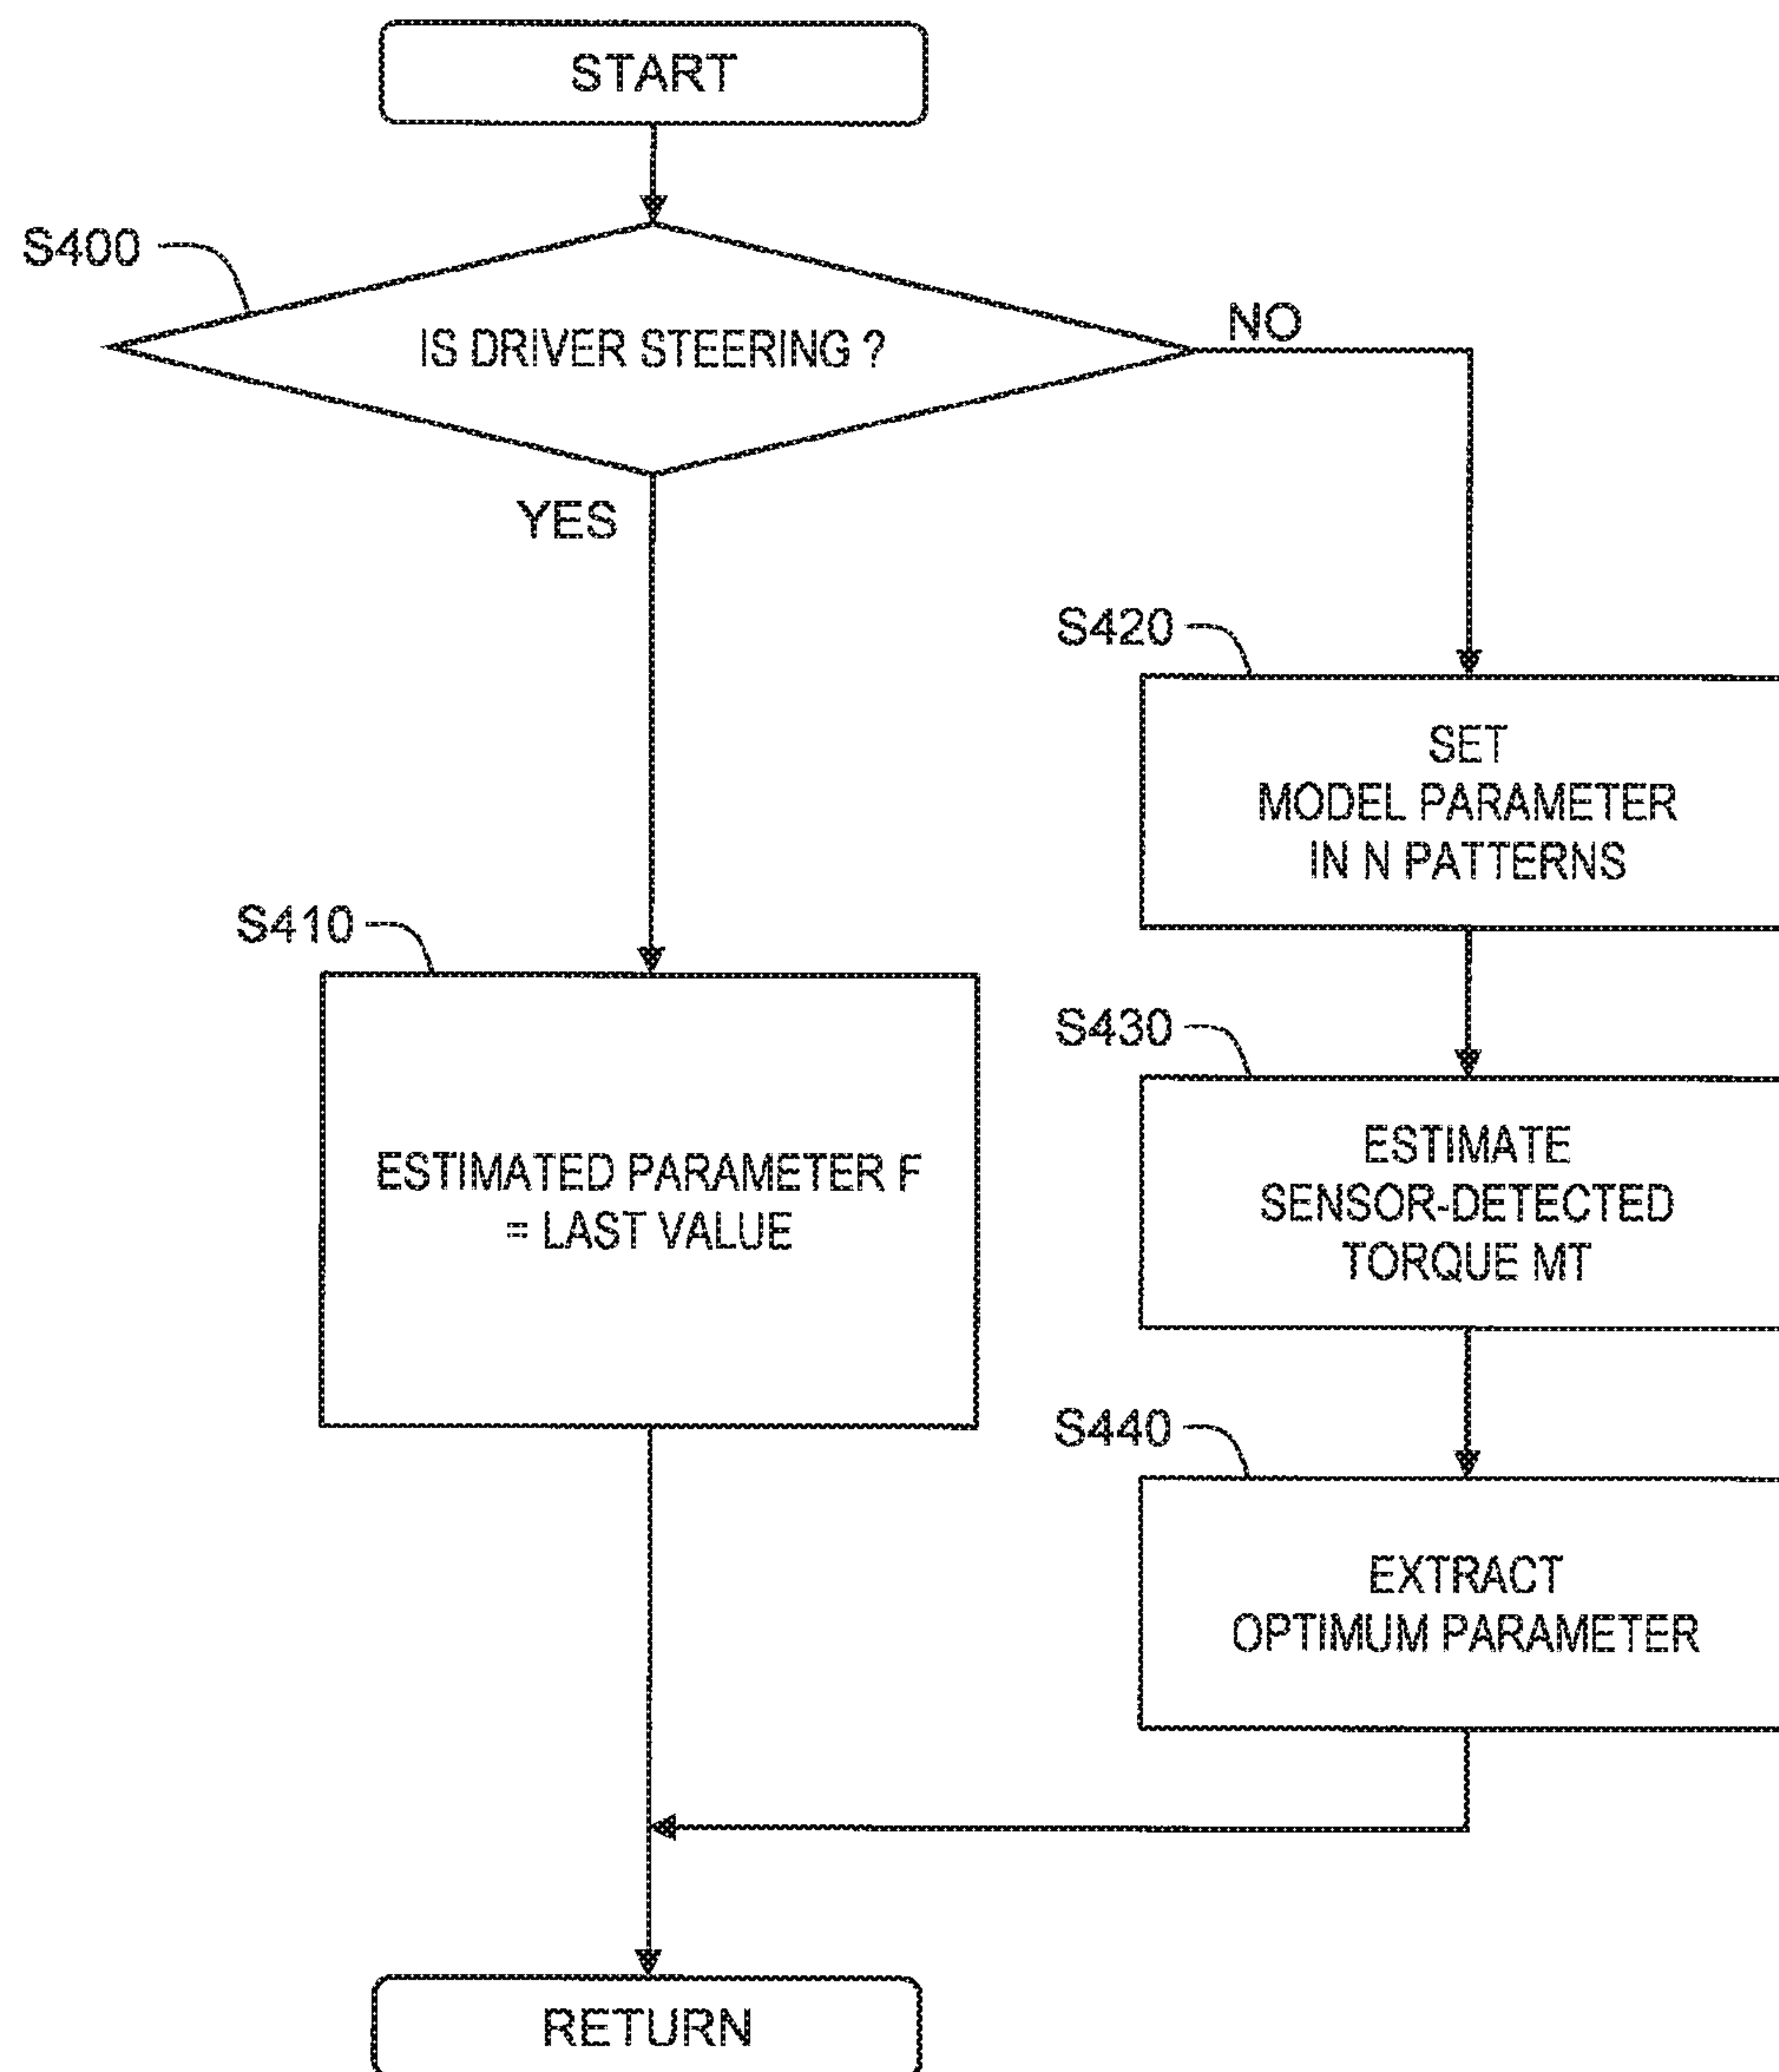 START
S400
IS DRIVER STEERING ?
NO
YES
S420
SET
MODEL PARAMETER
IN N PATTERNS
S410
ESTIMATED PARAMETER F
= LAST VALUE
S430
ESTIMATE
SENSOR-DETECTED
TORQUE MT
S440
EXTRACT
OPTIMUM PARAMETER
RETURN